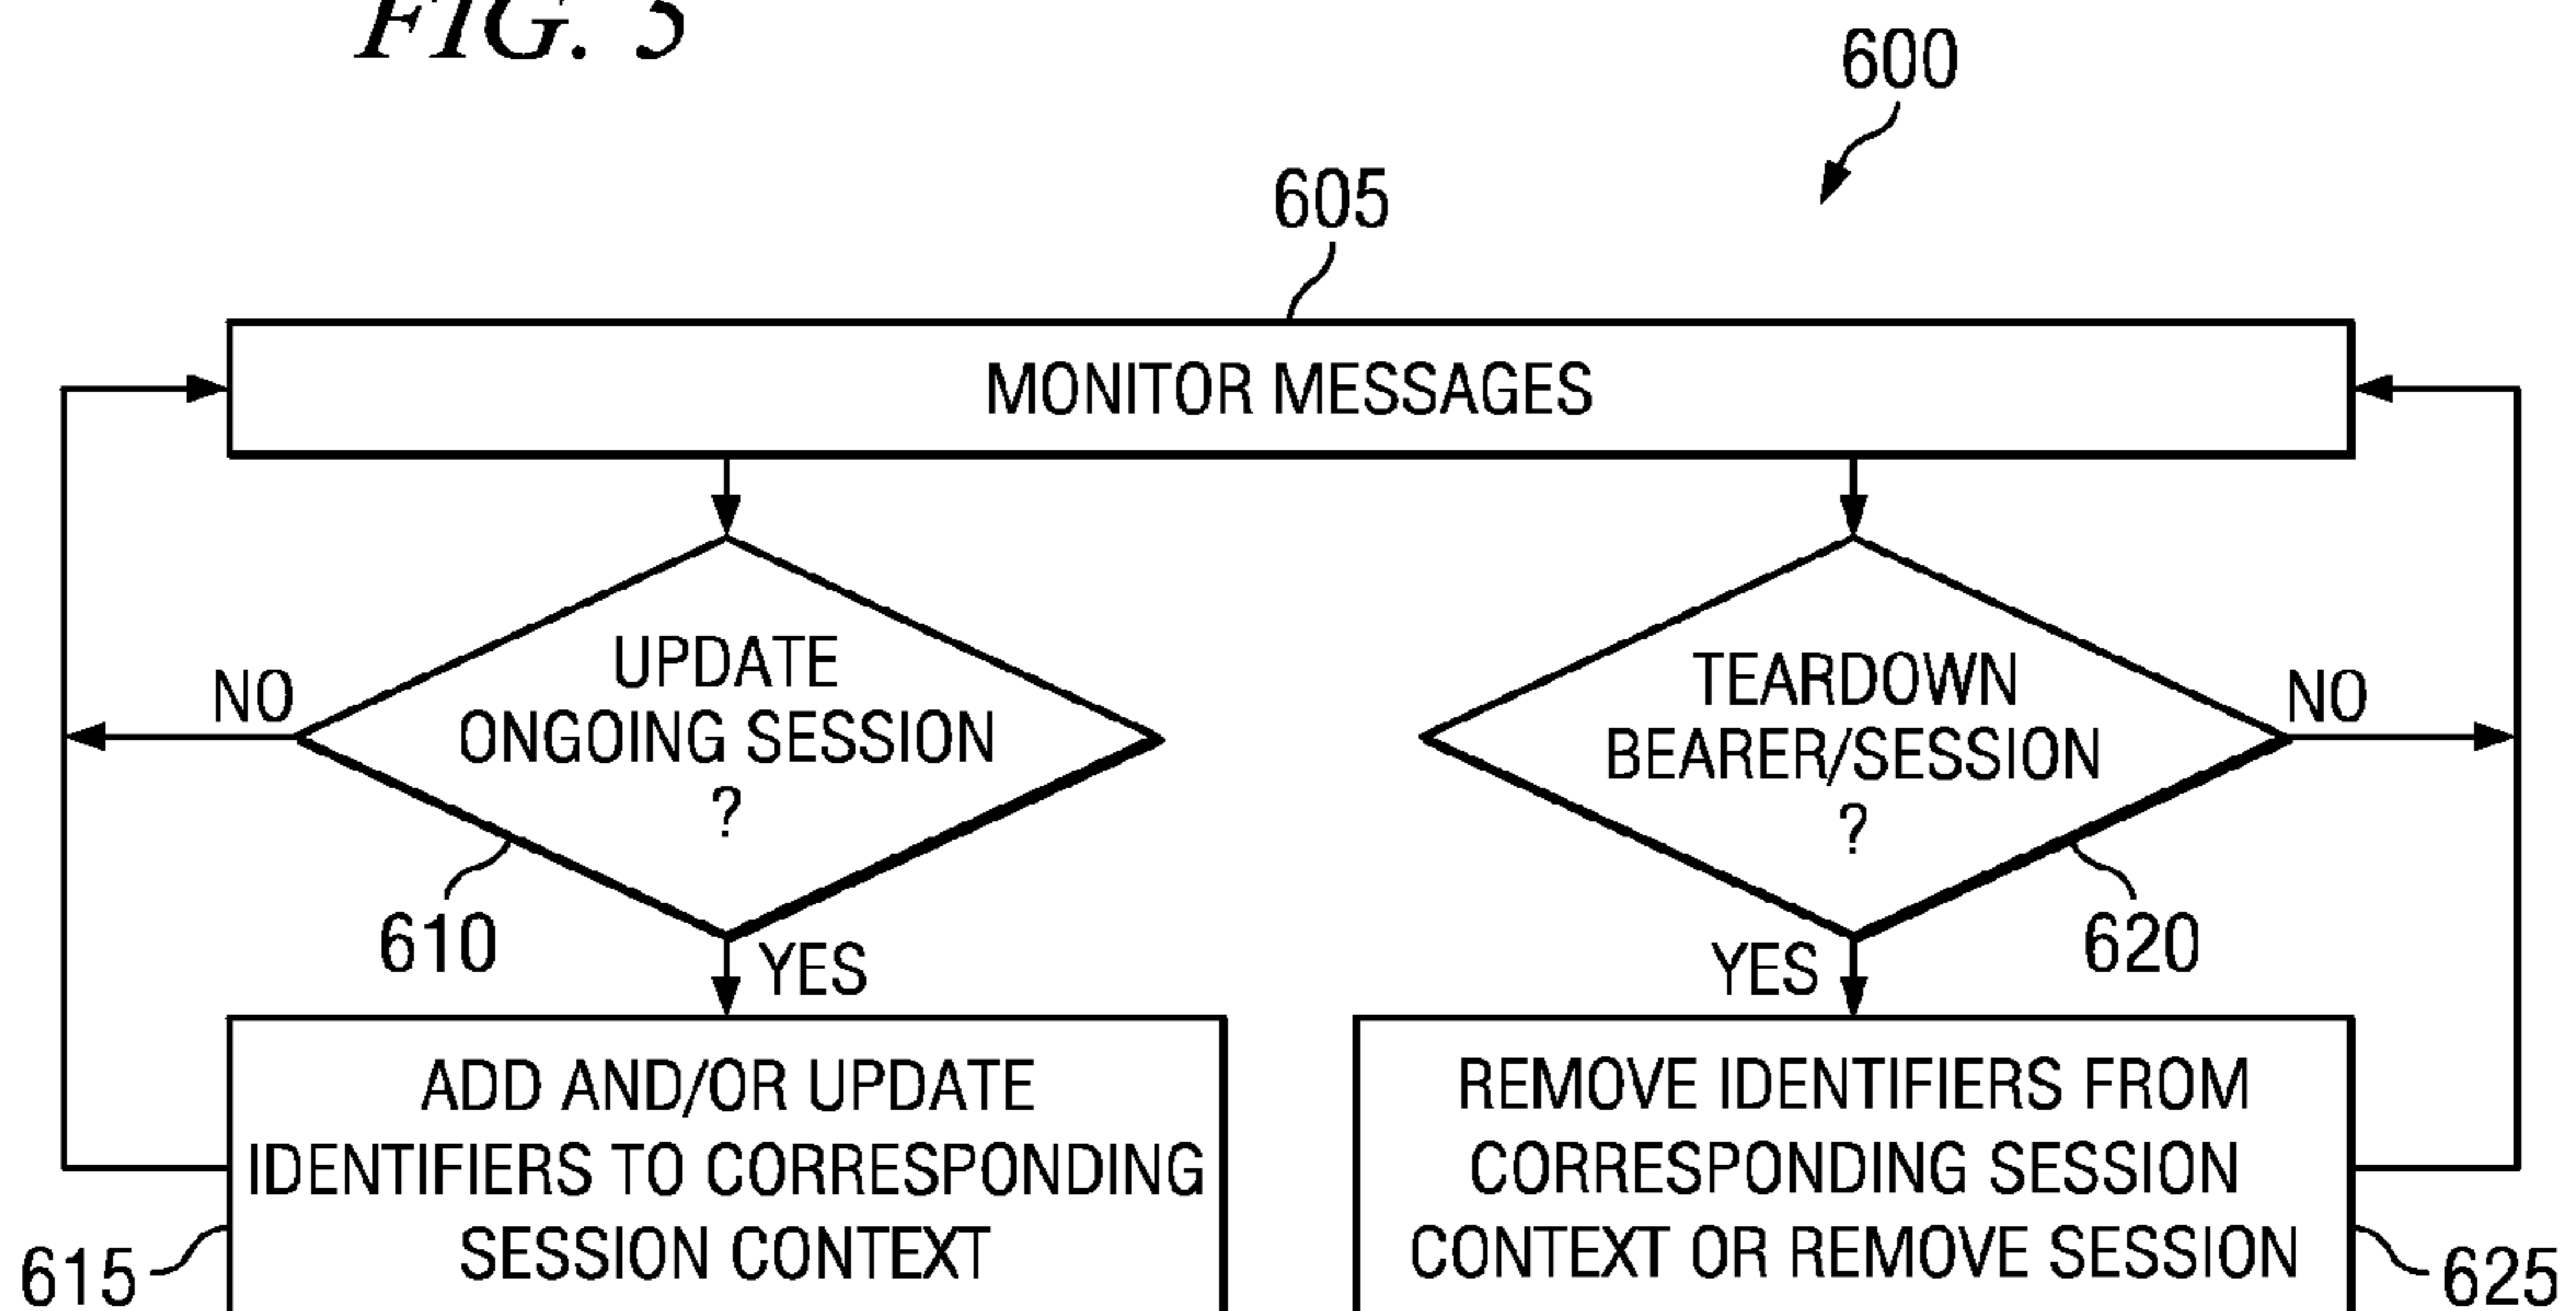 FIG. 5
600
605
MONITOR MESSAGES
UPDATE
ONGOING SESSION
?
NO
610
YES
TEARDOWN
BEARER/SESSION
?
NO
620
YES
ADD AND/OR UPDATE
IDENTIFIERS TO CORRESPONDING
SESSION CONTEXT
615
REMOVE IDENTIFIERS FROM
CORRESPONDING SESSION
CONTEXT OR REMOVE SESSION
625